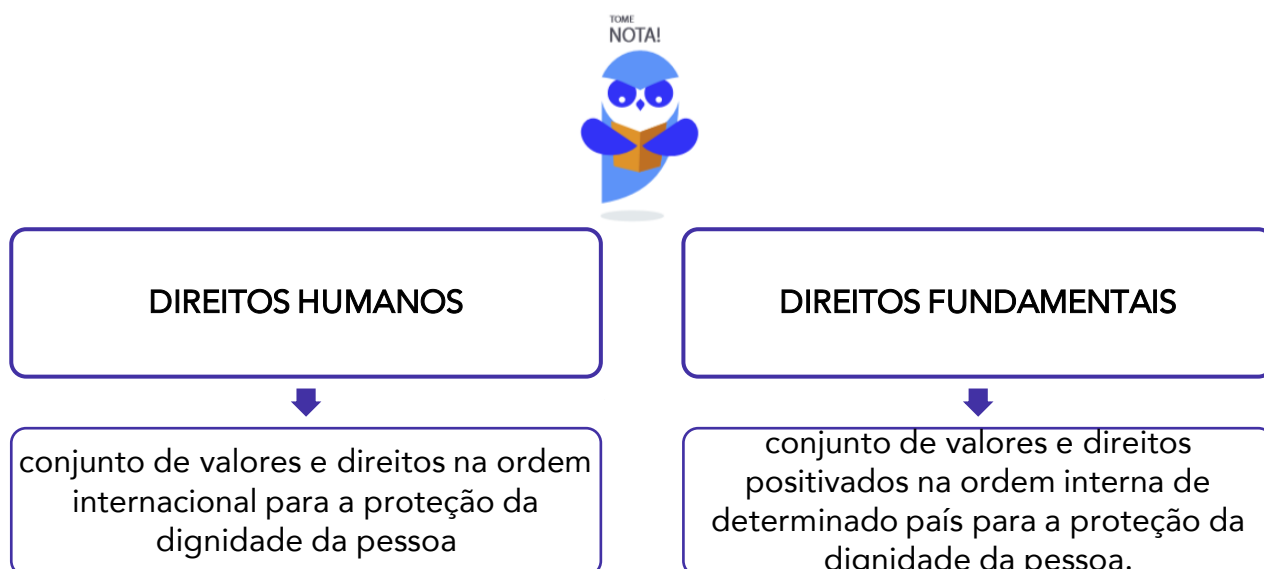 TOME
NOTA!
DIREITOS HUMANOS
conjunto de valores e direitos na ordem
internacional para a proteção da
dignidade da pessoa
DIREITOS FUNDAMENTAIS
conjunto de valores e direitos
positivados na ordem interna de
determinado país para a proteção da
dignidade da pessoa.